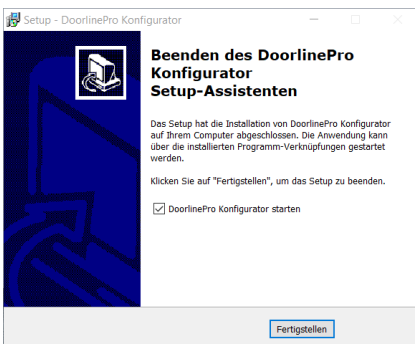 Setup - DoorlinePro Konfigurator
Beenden des DoorlinePro
Konfigurator
Setup-Assistenten
Das Setup hat die Installation von DoorlinePro Konfigurator
auf Ihrem Computer abgeschlossen. Die Anwendung kann
über die installierten Programm-Verknüpfungen gestartet
werden.
Klicken Sie auf "Fertigstellen", um das Setup zu beenden.
DoorlinePro Konfigurator starten
Fertigstellen